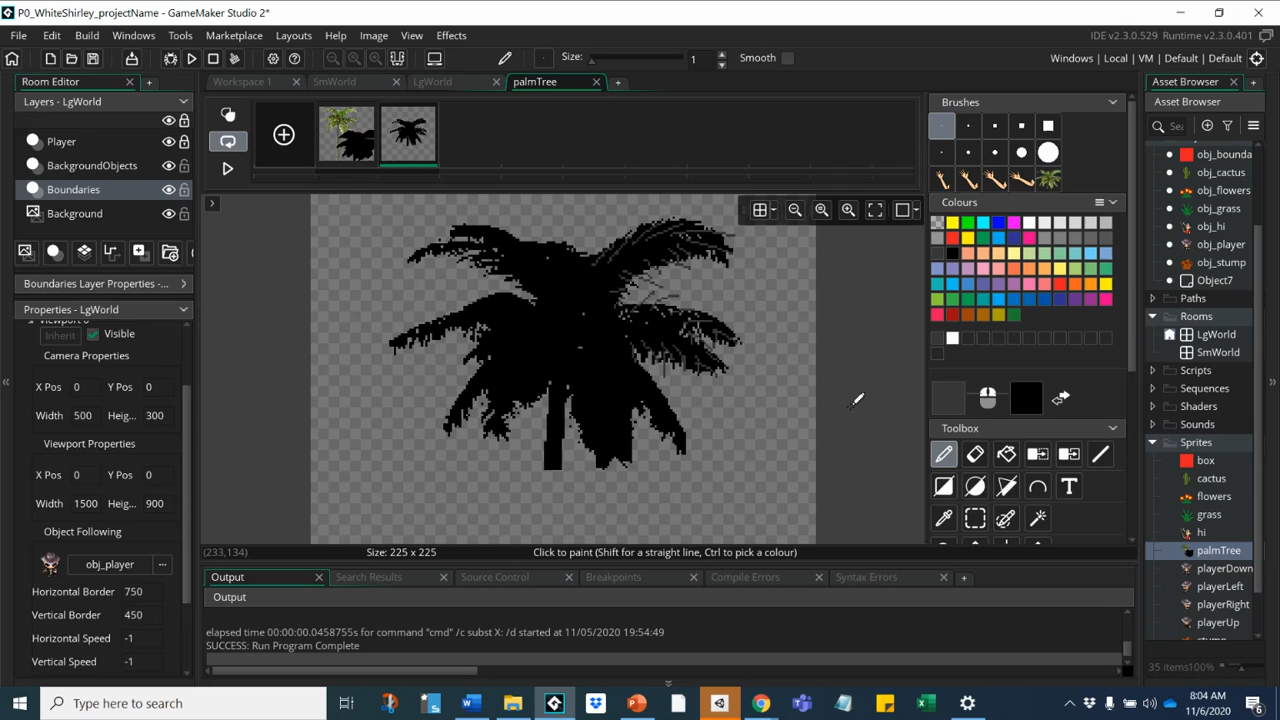 P0_WhiteShirley_projectName - GameMaker Studio 2*
File Edit Build Windows Tools Marketplace Layouts Help Image View Effects
IDE v2.3.0.529 Runtime v2.3.0.401
Size: 1 Smooth
Windows | Local | VM | Default | Default
Room Editor
Workspace 1 SmWorld LgWorld palmTree
Asset Browser
Layers - LgWorld
Player
BackgroundObjects
Boundaries
Background
Boundaries Layer Properties -
Properties - LgWorld
Viewport 0
Inherit Visible
Camera Properties
X Pos 0 Y Pos 0
Width 500 Heig... 300
Viewport Properties
X Pos 0 Y Pos 0
Width 1500 Heig... 900
Object Following
obj_player ...
Horizontal Border 750
Vertical Border 450
Horizontal Speed -1
Vertical Speed -1
(233,134) Size: 225 x 225 Click to paint (Shift for a straight line, Ctrl to pick a colour)
Output Search Results Source Control Breakpoints Compile Errors Syntax Errors
Output
elapsed time 00:00:00.0458755s for command "cmd" /c subst X: /d started at 11/05/2020 19:54:49
SUCCESS: Run Program Complete
Brushes
Colours
Toolbox
Asset Browser
Sea
obj_bounda
obj_cactus
obj_flowers
obj_grass
obj_hi
obj_player
obj_stump
Object7
Paths
Rooms
LgWorld
SmWorld
Scripts
Sequences
Shaders
Sounds
Sprites
box
cactus
flowers
grass
hi
palmTree
playerDown
playerLeft
playerRight
playerUp
35 items 100%
Type here to search
8:04 AM
11/6/2020
6